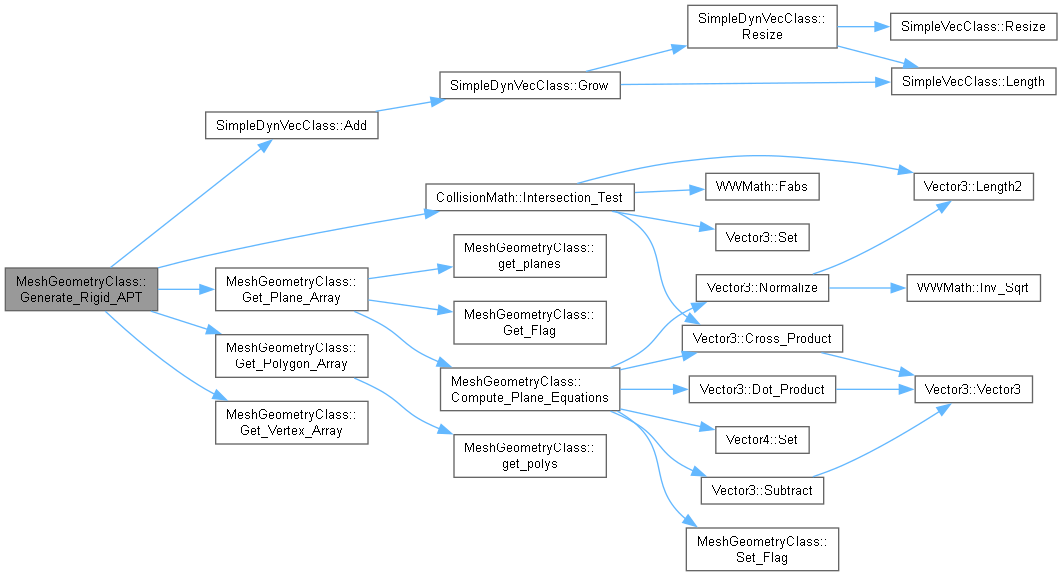 MeshGeometryClass::
Generate_Rigid_APT
SimpleDynVecClass::Add
SimpleDynVecClass::Grow
SimpleDynVecClass::
Resize
SimpleVecClass::Resize
SimpleVecClass::Length
CollisionMath::Intersection_Test
WWMath::Fabs
Vector3::Length2
Vector3::Set
MeshGeometryClass::
Get_Plane_Array
MeshGeometryClass::
get_planes
MeshGeometryClass::
Get_Flag
MeshGeometryClass::
Compute_Plane_Equations
Vector3::Normalize
WWMath::Inv_Sqrt
Vector3::Cross_Product
Vector3::Dot_Product
Vector3::Vector3
Vector4::Set
Vector3::Subtract
MeshGeometryClass::
Set_Flag
MeshGeometryClass::
Get_Polygon_Array
MeshGeometryClass::
get_polys
MeshGeometryClass::
Get_Vertex_Array